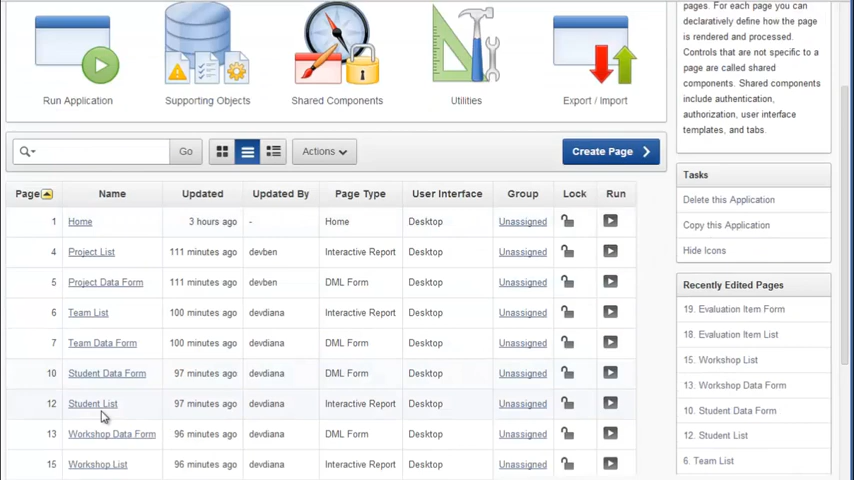 pages. For each page you can
declaratively define how the page
is rendered and processed.
Controls that are not specific to a
page are called shared
components. Shared components
include authentication,
authorization, user interface
templates, and tabs.
Run Application
Supporting Objects
Shared Components
Utilities
Export / Import
Go
Actions
Create Page
Page Name Updated Updated By Page Type User Interface Group Lock Run
1 Home 3 hours ago - Home Desktop Unassigned
4 Project List 111 minutes ago devben Interactive Report Desktop Unassigned
5 Project Data Form 111 minutes ago devben DML Form Desktop Unassigned
6 Team List 100 minutes ago devdiana Interactive Report Desktop Unassigned
7 Team Data Form 100 minutes ago devdiana DML Form Desktop Unassigned
10 Student Data Form 97 minutes ago devdiana DML Form Desktop Unassigned
12 Student List 97 minutes ago devdiana Interactive Report Desktop Unassigned
13 Workshop Data Form 96 minutes ago devdiana DML Form Desktop Unassigned
15 Workshop List 96 minutes ago devdiana Interactive Report Desktop Unassigned
Tasks
Delete this Application
Copy this Application
Hide Icons
Recently Edited Pages
19. Evaluation Item Form
18. Evaluation Item List
15. Workshop List
13. Workshop Data Form
10. Student Data Form
12. Student List
6. Team List